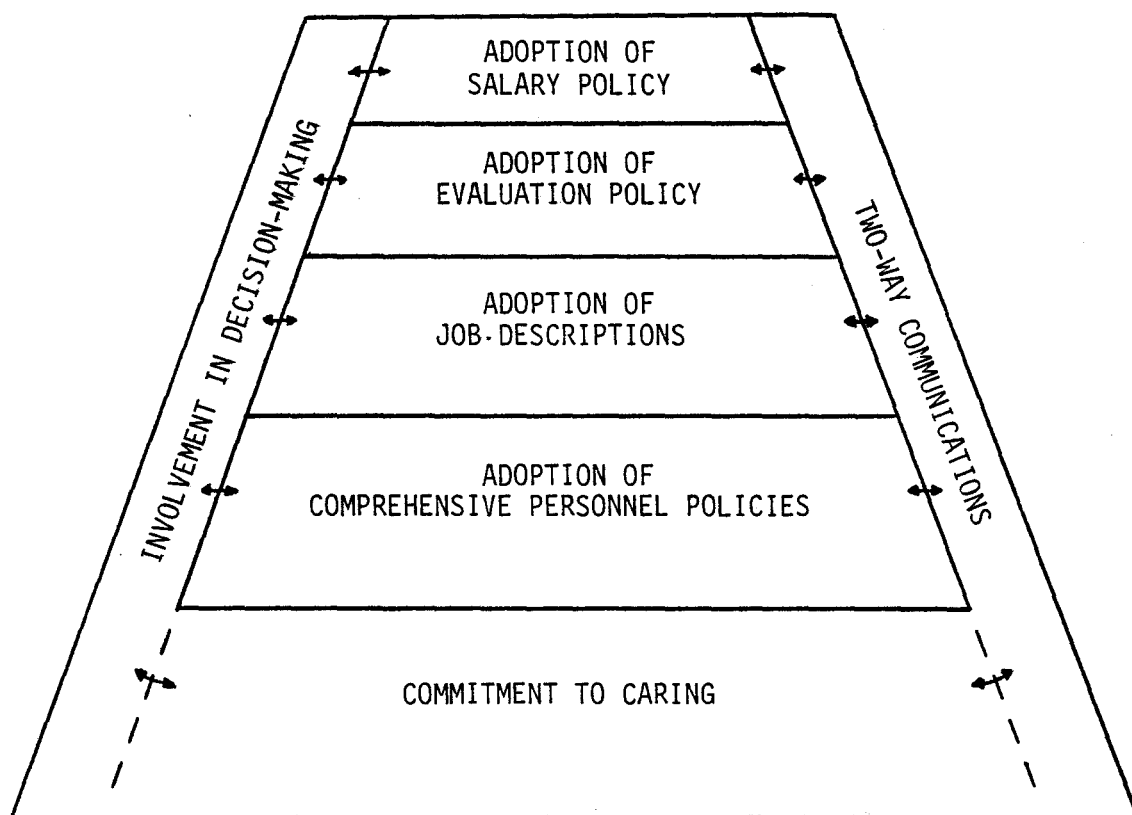 ADOPTION OF
SALARY POLICY
ADOPTION OF
EVALUATION POLICY
ADOPTION OF
JOB DESCRIPTIONS
ADOPTION OF
COMPREHENSIVE PERSONNEL POLICIES
COMMITMENT TO CARING
INVOLVEMENT IN DECISION-MAKING
TWO-WAY COMMUNICATIONS